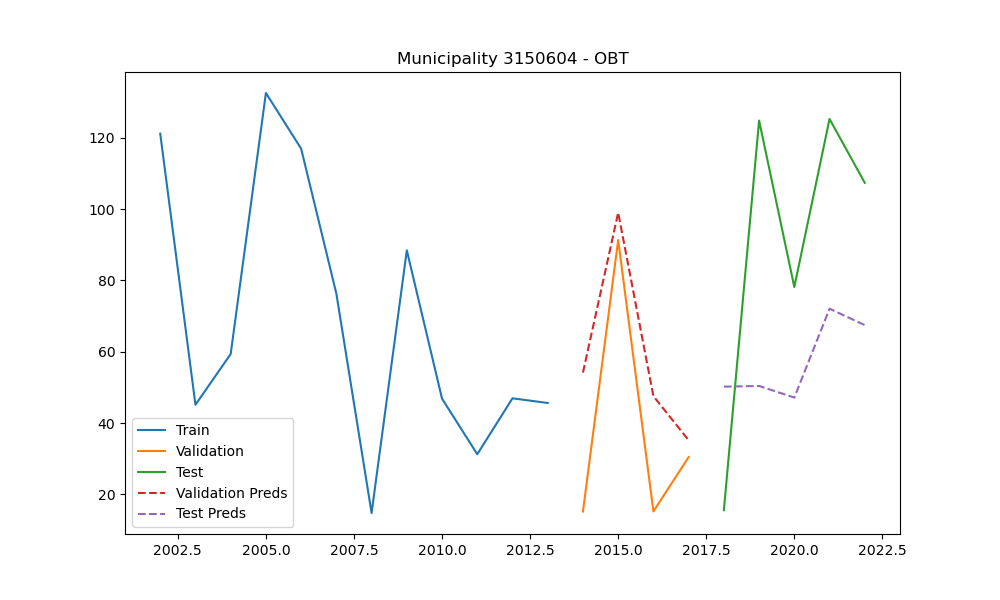 Municipality 3150604 - OBT
120
100
80
60
40
20
Train
Validation
Test
Validation Preds
Test Preds
2002.5 2005.0 2007.5 2010.0 2012.5 2015.0 2017.5 2020.0 2022.5